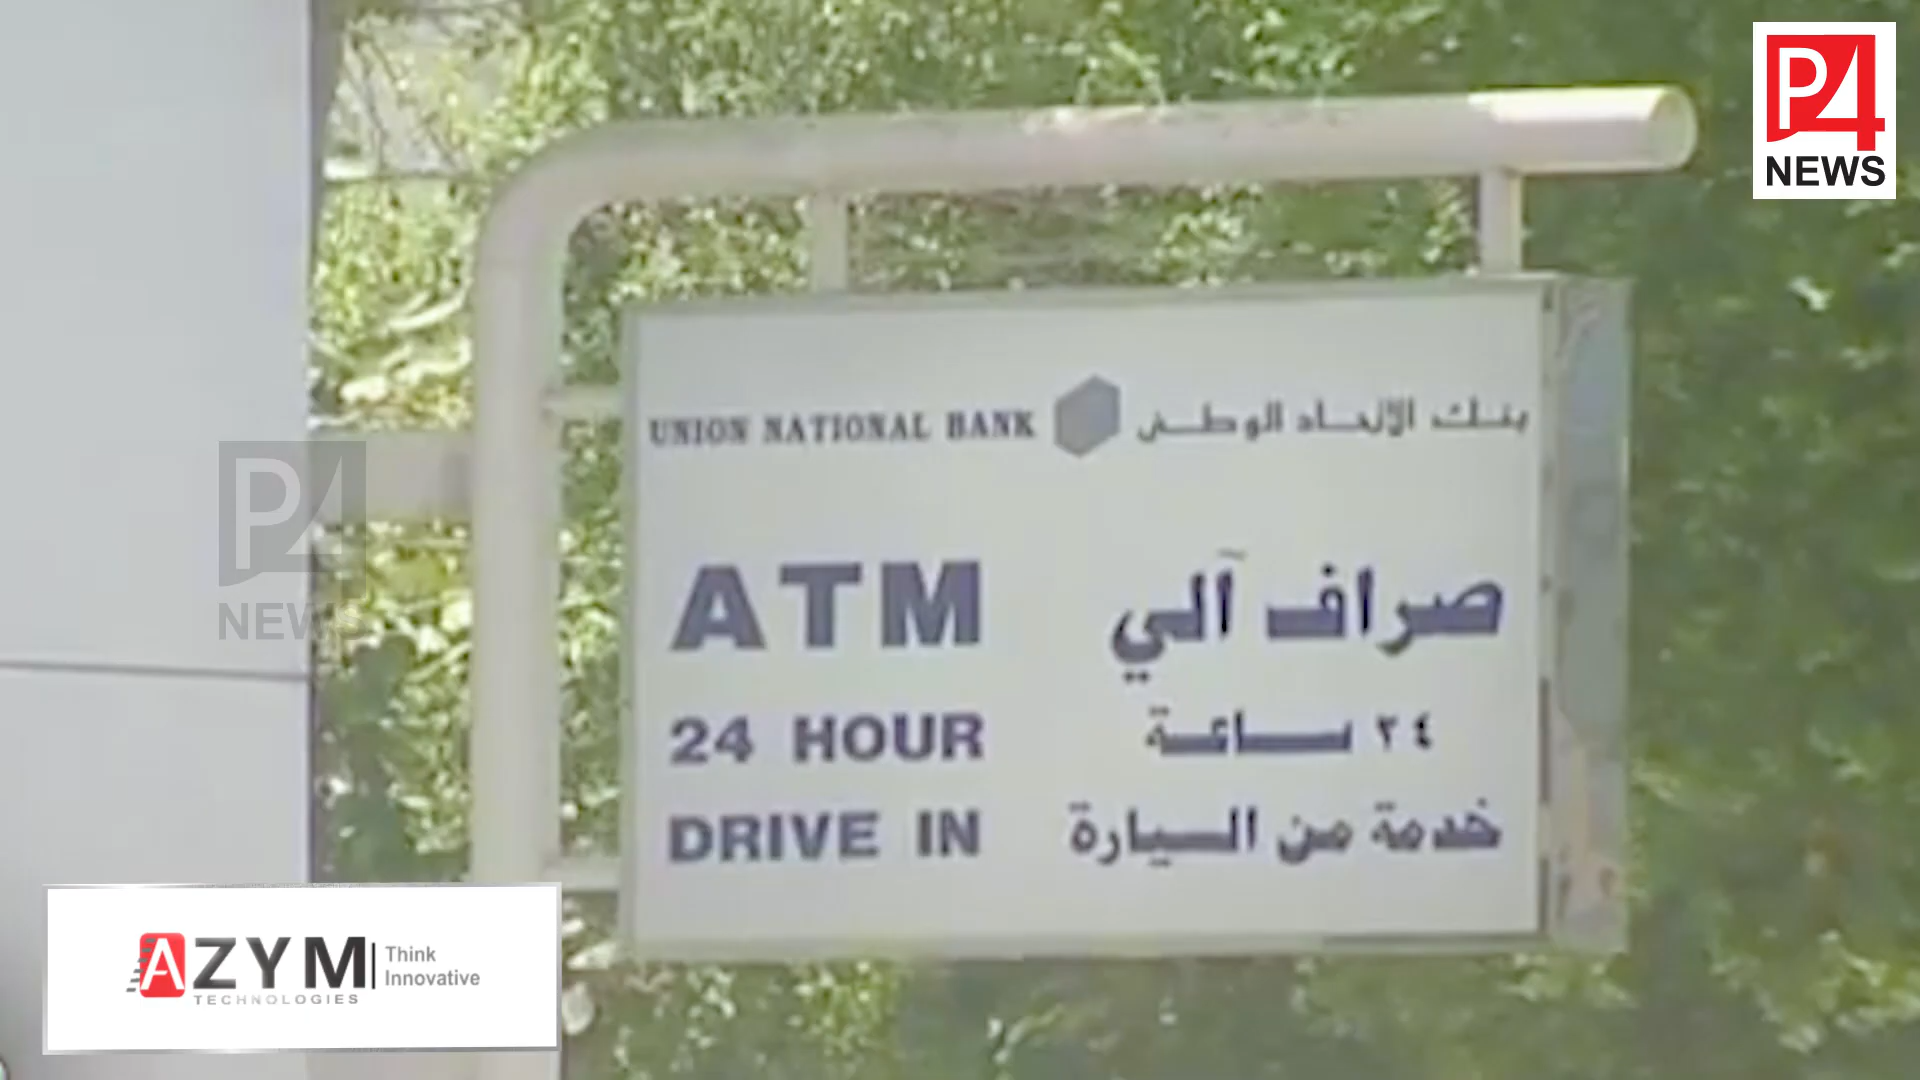 P4
NEWS
UNION NATIONAL BANK بنك الاتحاد الوطني
ATM صراف آلي
24 HOUR ٢٤ ساعة
DRIVE IN خدمة من السيارة
P4
NEWS
AZYM
TECHNOLOGIES
Think
Innovative